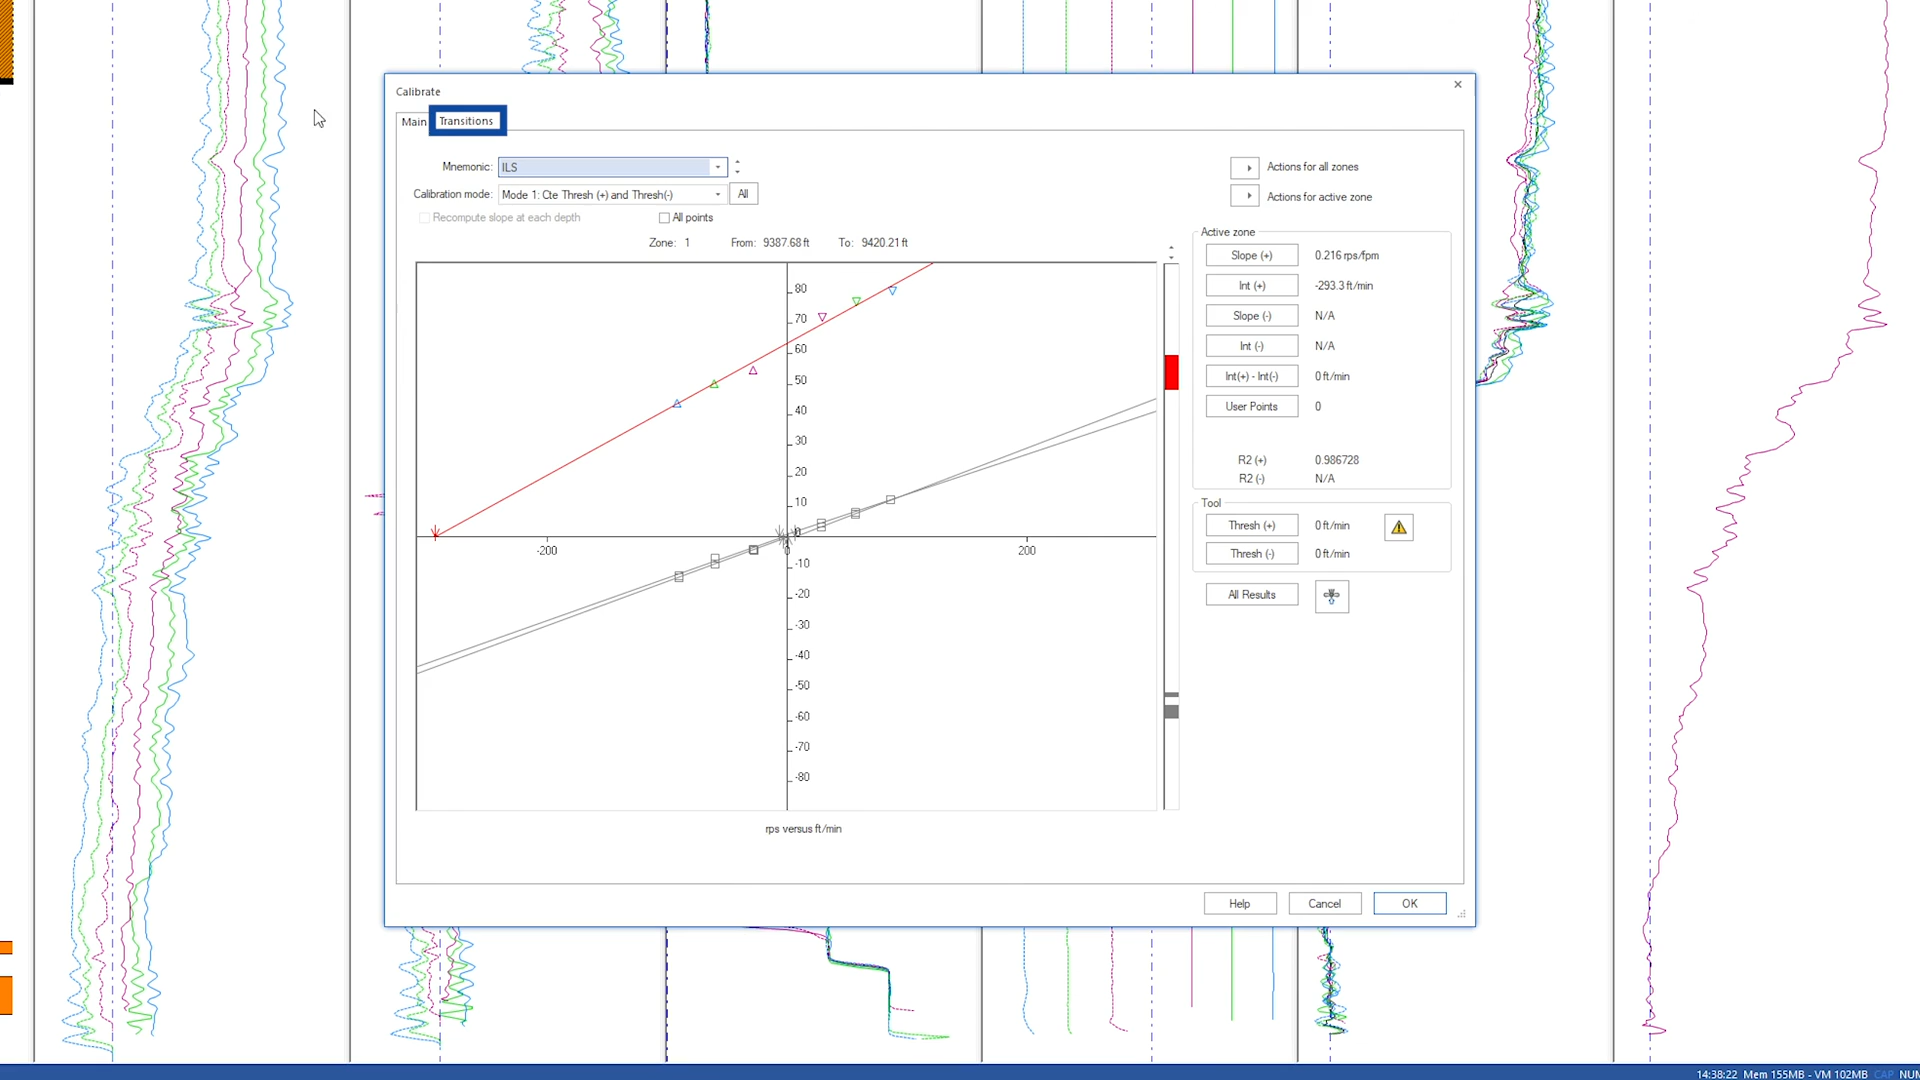 Calibrate
Main
Transitions
Mnemonic: ILS
Calibration mode: Mode 1: Cte Thresh (+) and Thresh(-) All
Recompute slope at each depth
All points
Zone: 1 From: 9387.68 ft To: 9420.21 ft
Actions for all zones
Actions for active zone
Active zone
Slope (+) 0.216 rps/fpm
Int (+) -293.3 ft/min
Slope (-) N/A
Int (-) N/A
Int(+) - Int(-) 0 ft/min
User Points 0
R2 (+) 0.986728
R2 (-) N/A
Tool
Thresh (+) 0 ft/min
Thresh (-) 0 ft/min
All Results
80
70
60
50
40
30
20
10
0
-200 0 200
-10
-20
-30
-40
-50
-60
-70
-80
rps versus ft/min
Help Cancel OK
14:38:22 Mem 155MB - VM 102MB CAP NUM